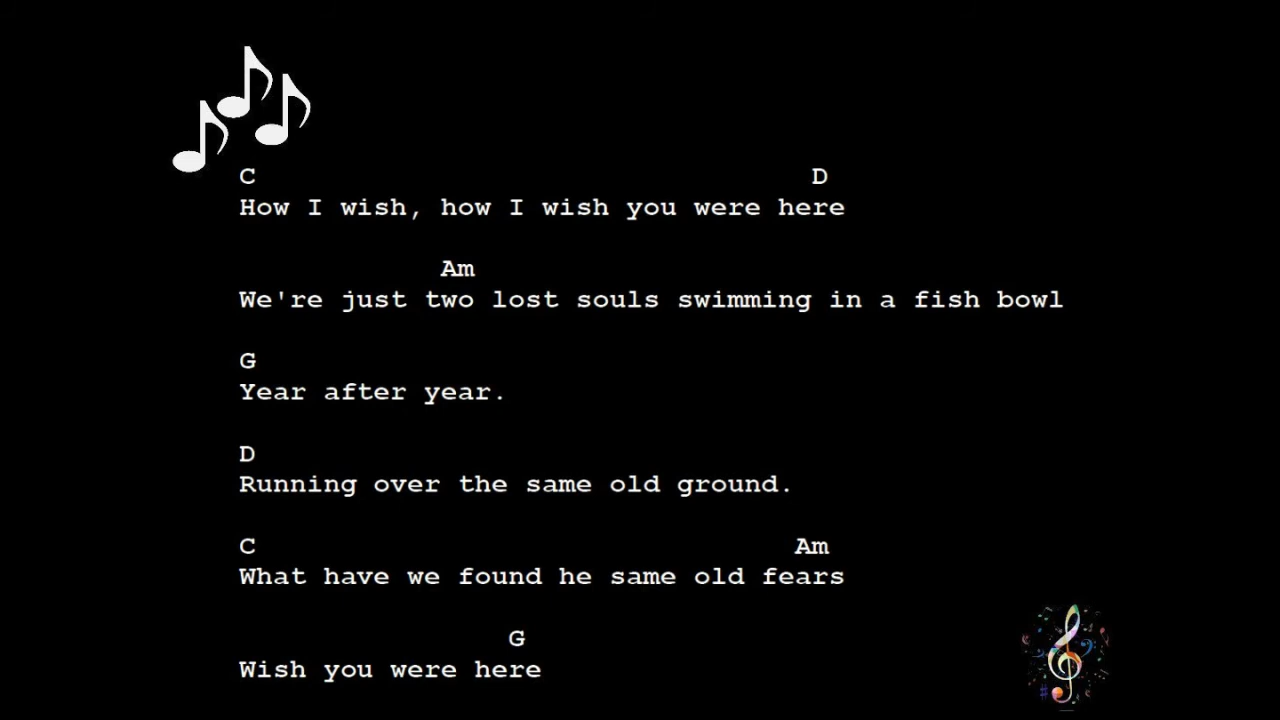 C                                 D
How I wish, how I wish you were here
            Am
We're just two lost souls swimming in a fish bowl
G
Year after year.
D
Running over the same old ground.
C                                Am
What have we found he same old fears
                G
Wish you were here